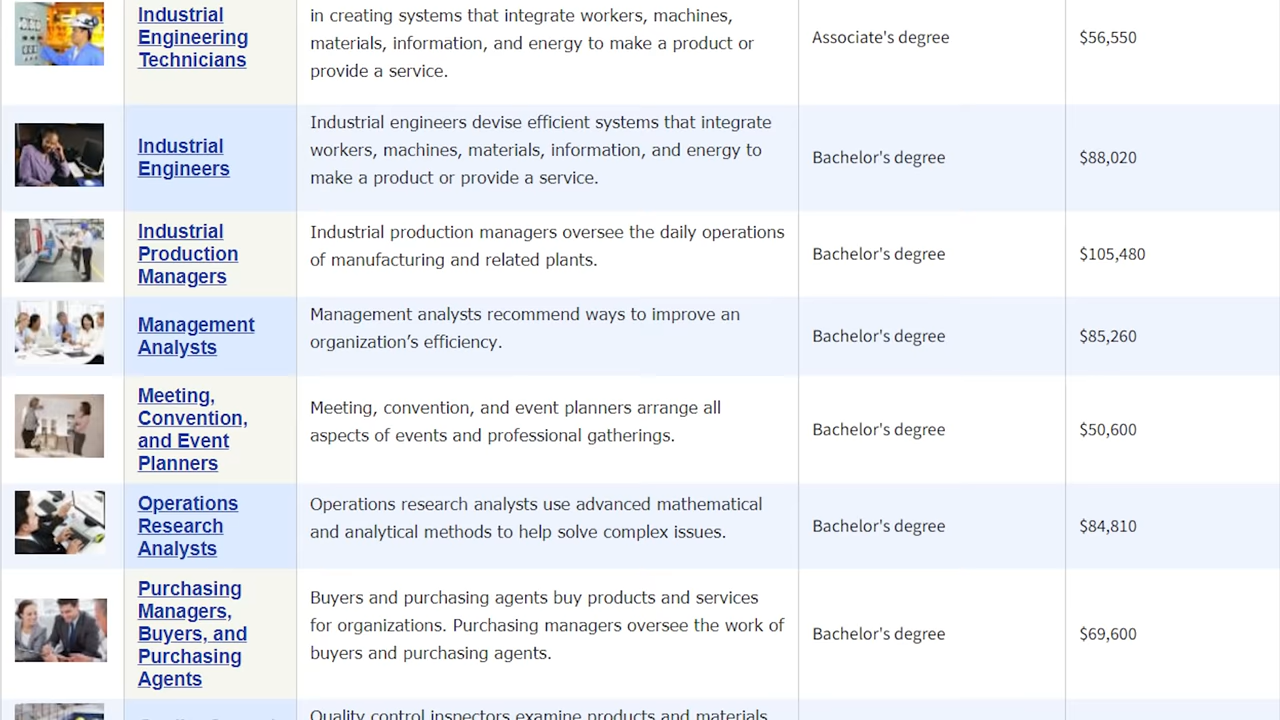 Industrial
Engineering
Technicians
in creating systems that integrate workers, machines,
materials, information, and energy to make a product or
provide a service.
Associate's degree
$56,550
Industrial
Engineers
Industrial engineers devise efficient systems that integrate
workers, machines, materials, information, and energy to
make a product or provide a service.
Bachelor's degree
$88,020
Industrial
Production
Managers
Industrial production managers oversee the daily operations
of manufacturing and related plants.
Bachelor's degree
$105,480
Management
Analysts
Management analysts recommend ways to improve an
organization’s efficiency.
Bachelor's degree
$85,260
Meeting,
Convention,
and Event
Planners
Meeting, convention, and event planners arrange all
aspects of events and professional gatherings.
Bachelor's degree
$50,600
Operations
Research
Analysts
Operations research analysts use advanced mathematical
and analytical methods to help solve complex issues.
Bachelor's degree
$84,810
Purchasing
Managers,
Buyers, and
Purchasing
Agents
Buyers and purchasing agents buy products and services
for organizations. Purchasing managers oversee the work of
buyers and purchasing agents.
Bachelor's degree
$69,600
Quality control inspectors examine products and materials